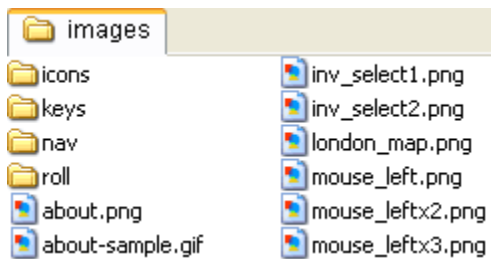 images
icons
keys
nav
roll
about.png
about-sample.gif
inv_select1.png
inv_select2.png
london_map.png
mouse_left.png
mouse_leftx2.png
mouse_leftx3.png